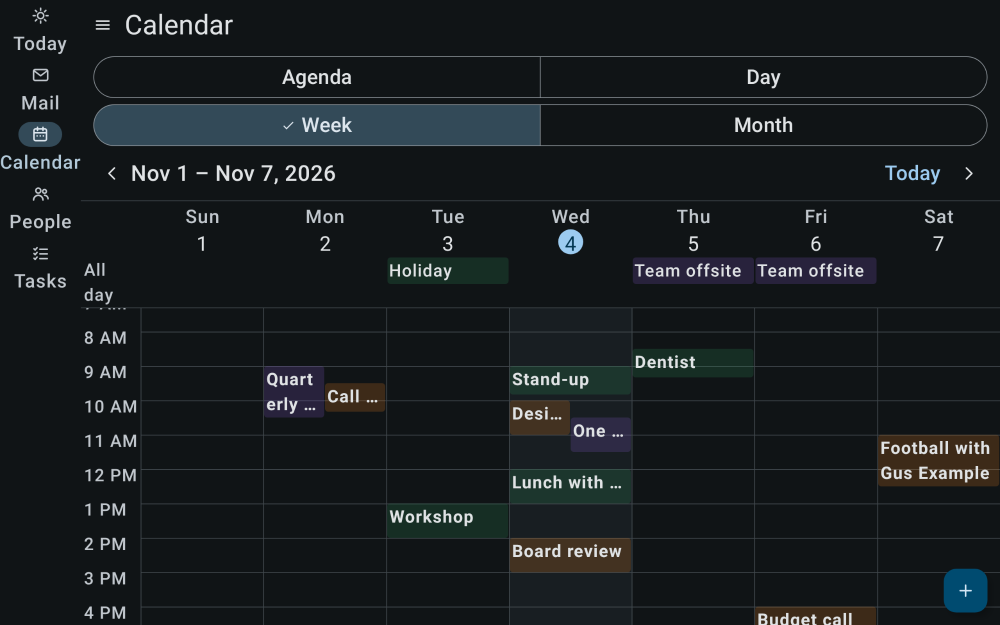 Today
Mail
Calendar
People
Tasks
Calendar
Agenda
Day
Week
Month
Nov 1 – Nov 7, 2026
Today
Sun
Mon
Tue
Wed
Thu
Fri
Sat
1
2
3
4
5
6
7
All
day
Holiday
Team offsite
Team offsite
8 AM
9 AM
10 AM
11 AM
12 PM
1 PM
2 PM
3 PM
4 PM
Quart
erly ...
Call ...
Workshop
Stand-up
Desi...
One ...
Lunch with ...
Board review
Dentist
Budget call
Football with
Gus Example